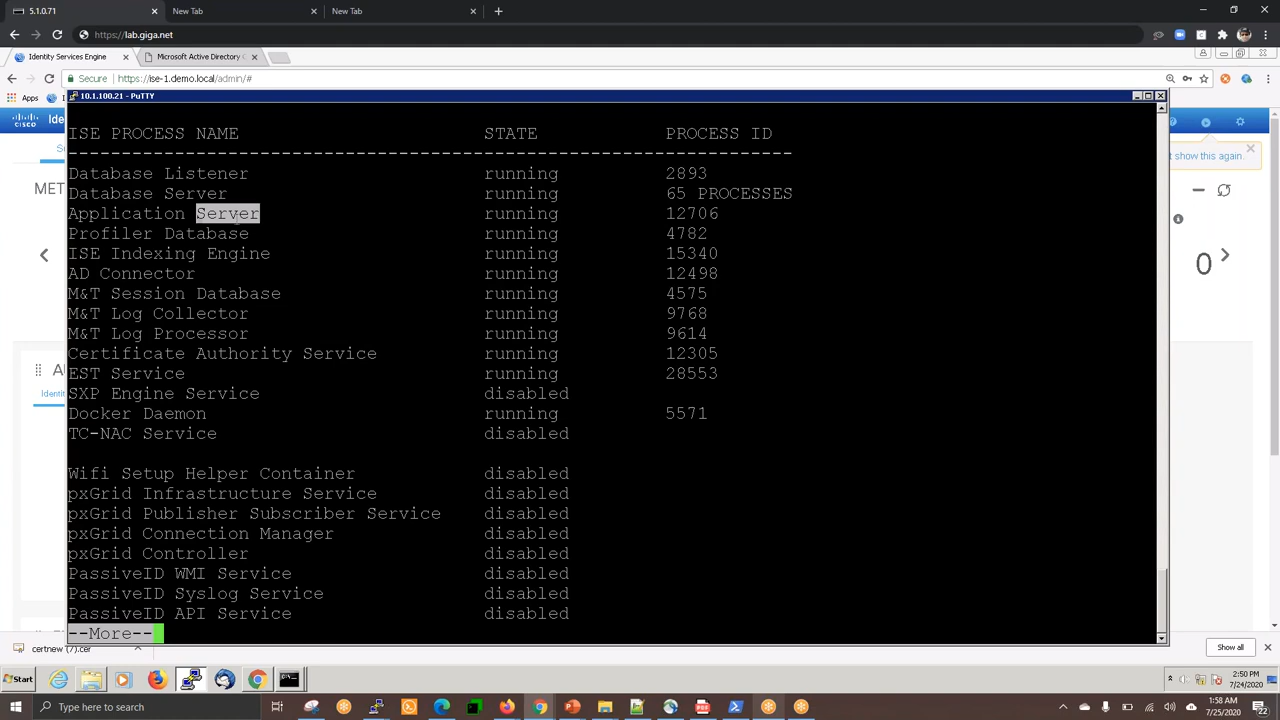 5.1.0.71
New Tab
New Tab
https://lab.giga.net
Identity Services Engine
Microsoft Active Directory C
Secure
https://ise-1.demo.local/admin/#
Apps
cisco
Ide
10.1.100.21 - PuTTY
t show this again.
MET
0
Identit
ISE PROCESS NAME STATE PROCESS ID
--------------------------------------------------------------------
Database Listener running 2893
Database Server running 65 PROCESSES
Application Server running 12706
Profiler Database running 4782
ISE Indexing Engine running 15340
AD Connector running 12498
M&T Session Database running 4575
M&T Log Collector running 9768
M&T Log Processor running 9614
Certificate Authority Service running 12305
EST Service running 28553
SXP Engine Service disabled
Docker Daemon running 5571
TC-NAC Service disabled
Wifi Setup Helper Container disabled
pxGrid Infrastructure Service disabled
pxGrid Publisher Subscriber Service disabled
pxGrid Connection Manager disabled
pxGrid Controller disabled
PassiveID WMI Service disabled
PassiveID Syslog Service disabled
PassiveID API Service disabled
--More--
certnew (7).cer
Show all
Start
2:50 PM
7/24/2020
Type here to search
1:58 AM
7/25/2020